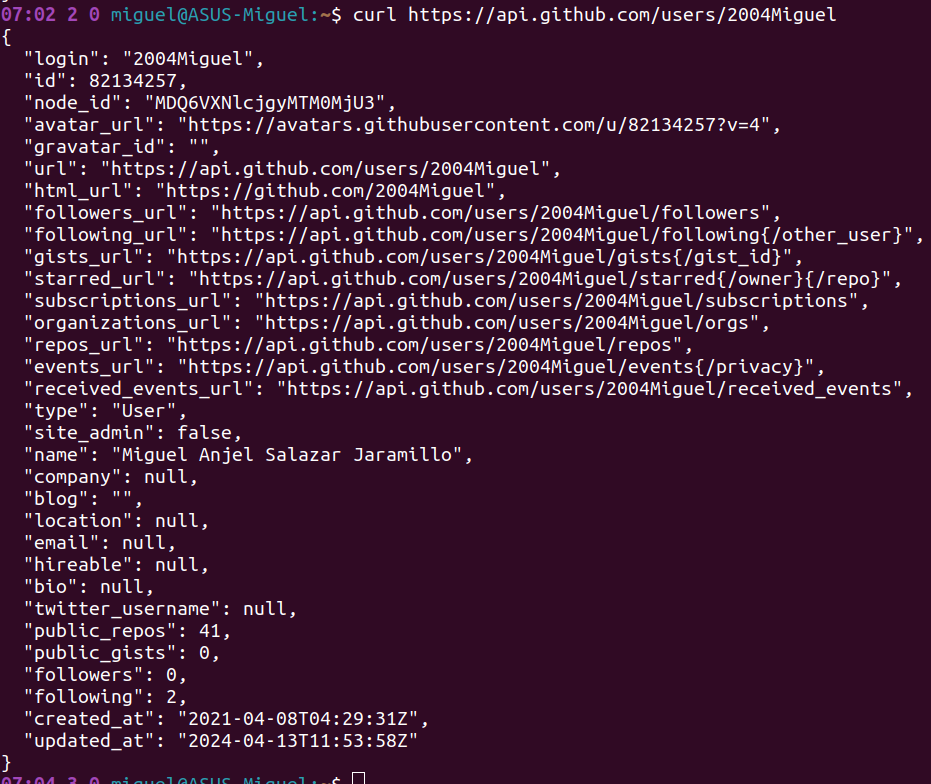 07:02 2 0 miguel@ASUS-Miguel:~$ curl https://api.github.com/users/2004Miguel
{
  "login": "2004Miguel",
  "id": 82134257,
  "node_id": "MDQ6VXNlcjgyMTM0MjU3",
  "avatar_url": "https://avatars.githubusercontent.com/u/82134257?v=4",
  "gravatar_id": "",
  "url": "https://api.github.com/users/2004Miguel",
  "html_url": "https://github.com/2004Miguel",
  "followers_url": "https://api.github.com/users/2004Miguel/followers",
  "following_url": "https://api.github.com/users/2004Miguel/following{/other_user}",
  "gists_url": "https://api.github.com/users/2004Miguel/gists{/gist_id}",
  "starred_url": "https://api.github.com/users/2004Miguel/starred{/owner}{/repo}",
  "subscriptions_url": "https://api.github.com/users/2004Miguel/subscriptions",
  "organizations_url": "https://api.github.com/users/2004Miguel/orgs",
  "repos_url": "https://api.github.com/users/2004Miguel/repos",
  "events_url": "https://api.github.com/users/2004Miguel/events{/privacy}",
  "received_events_url": "https://api.github.com/users/2004Miguel/received_events",
  "type": "User",
  "site_admin": false,
  "name": "Miguel Anjel Salazar Jaramillo",
  "company": null,
  "blog": "",
  "location": null,
  "email": null,
  "hireable": null,
  "bio": null,
  "twitter_username": null,
  "public_repos": 41,
  "public_gists": 0,
  "followers": 0,
  "following": 2,
  "created_at": "2021-04-08T04:29:31Z",
  "updated_at": "2024-04-13T11:53:58Z"
}
07:04 3 0 miguel@ASUS-Miguel:~$